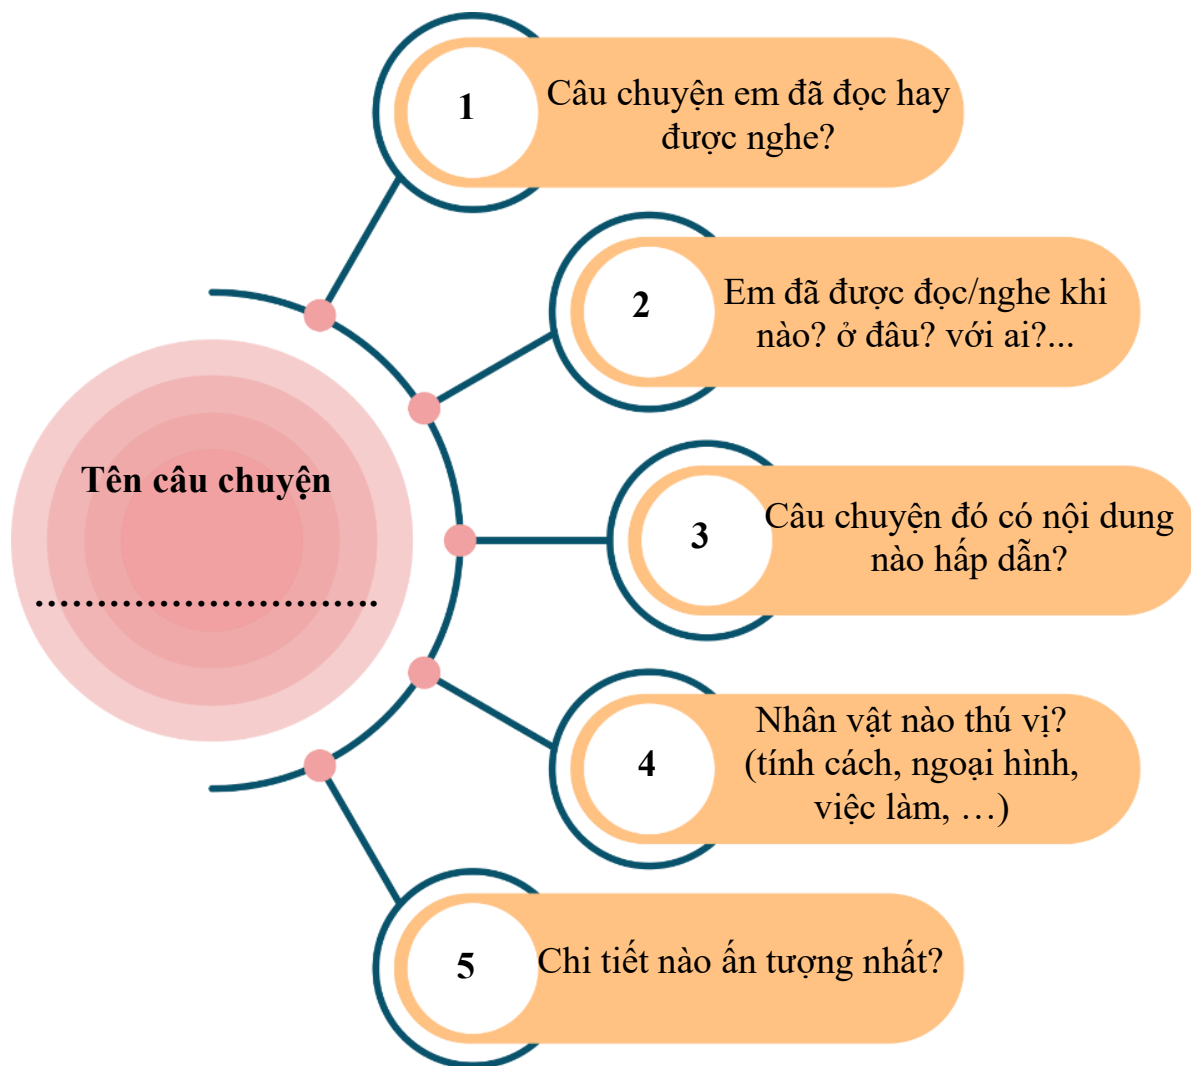 1
Câu chuyện em đã đọc hay
được nghe?
2
Em đã được đọc/nghe khi
nào? ở đâu? với ai?...
Tên câu chuyện
............................
3
Câu chuyện đó có nội dung
nào hấp dẫn?
4
Nhân vật nào thú vị?
(tính cách, ngoại hình,
việc làm, …)
5
Chi tiết nào ấn tượng nhất?